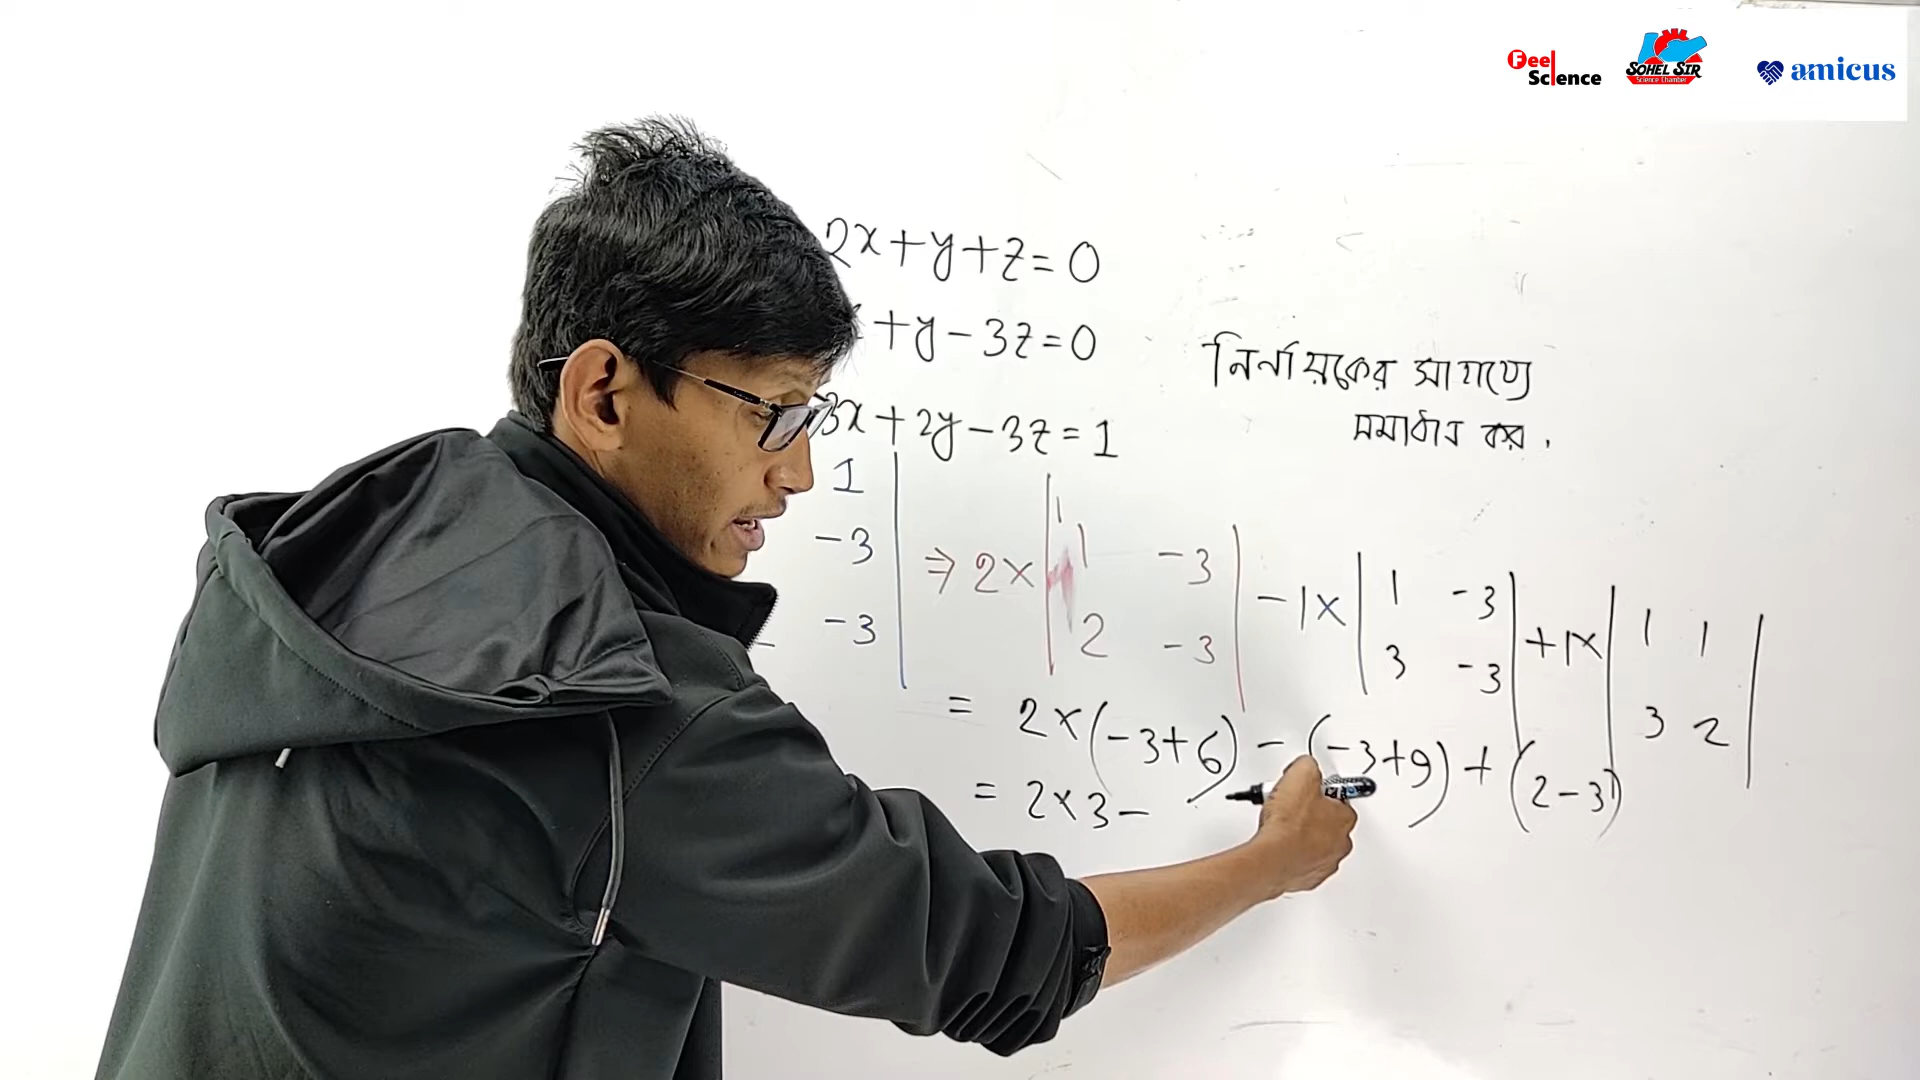 Feel Science
SOHEL SIR
Science Chamber
amicus
2x+y+z=0
+y-3z=0
3x+2y-3z=1
নির্ণায়কের সাহায্যে
সমাধান কর.
1
-3
-3
⇒ 2× | 1 -3 | -1× | 1 -3 | +1× | 1 1 |
2 -3 3 -3 3 2
= 2×(-3+6) - (-3+9) + (2-3)
= 2×3-